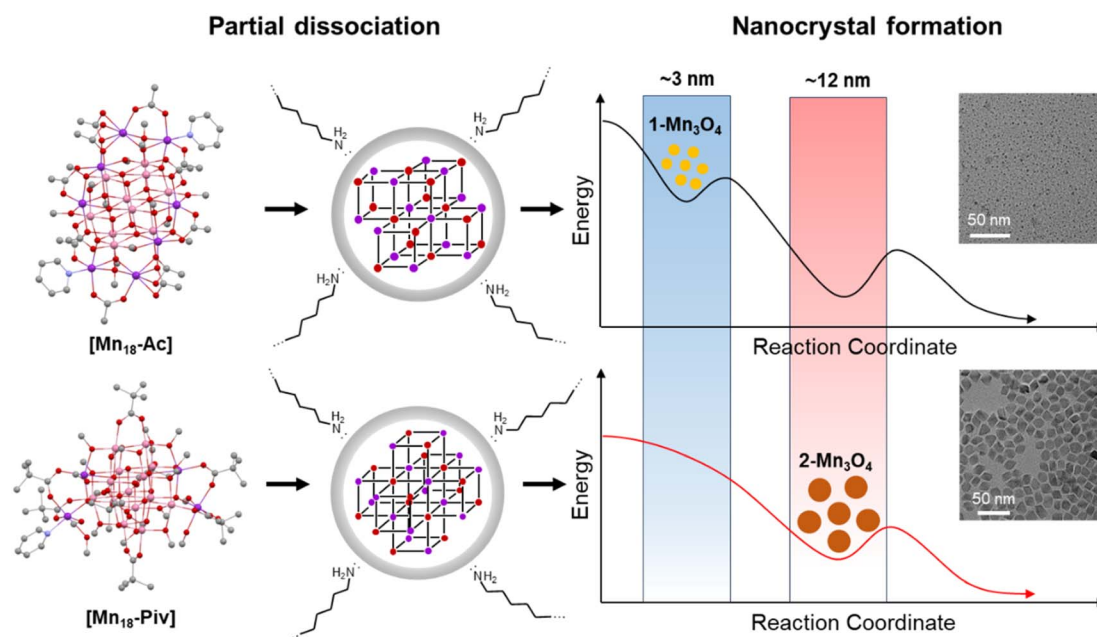 Partial dissociation
Nanocrystal formation
[Mn₁₈-Ac]
H₂
N
H₂
N
H₂N
NH₂
~3 nm
~12 nm
1-Mn₃O₄
Energy
50 nm
Reaction Coordinate
[Mn₁₈-Piv]
H₂
N
H₂
N
H₂N
NH₂
2-Mn₃O₄
Energy
50 nm
Reaction Coordinate